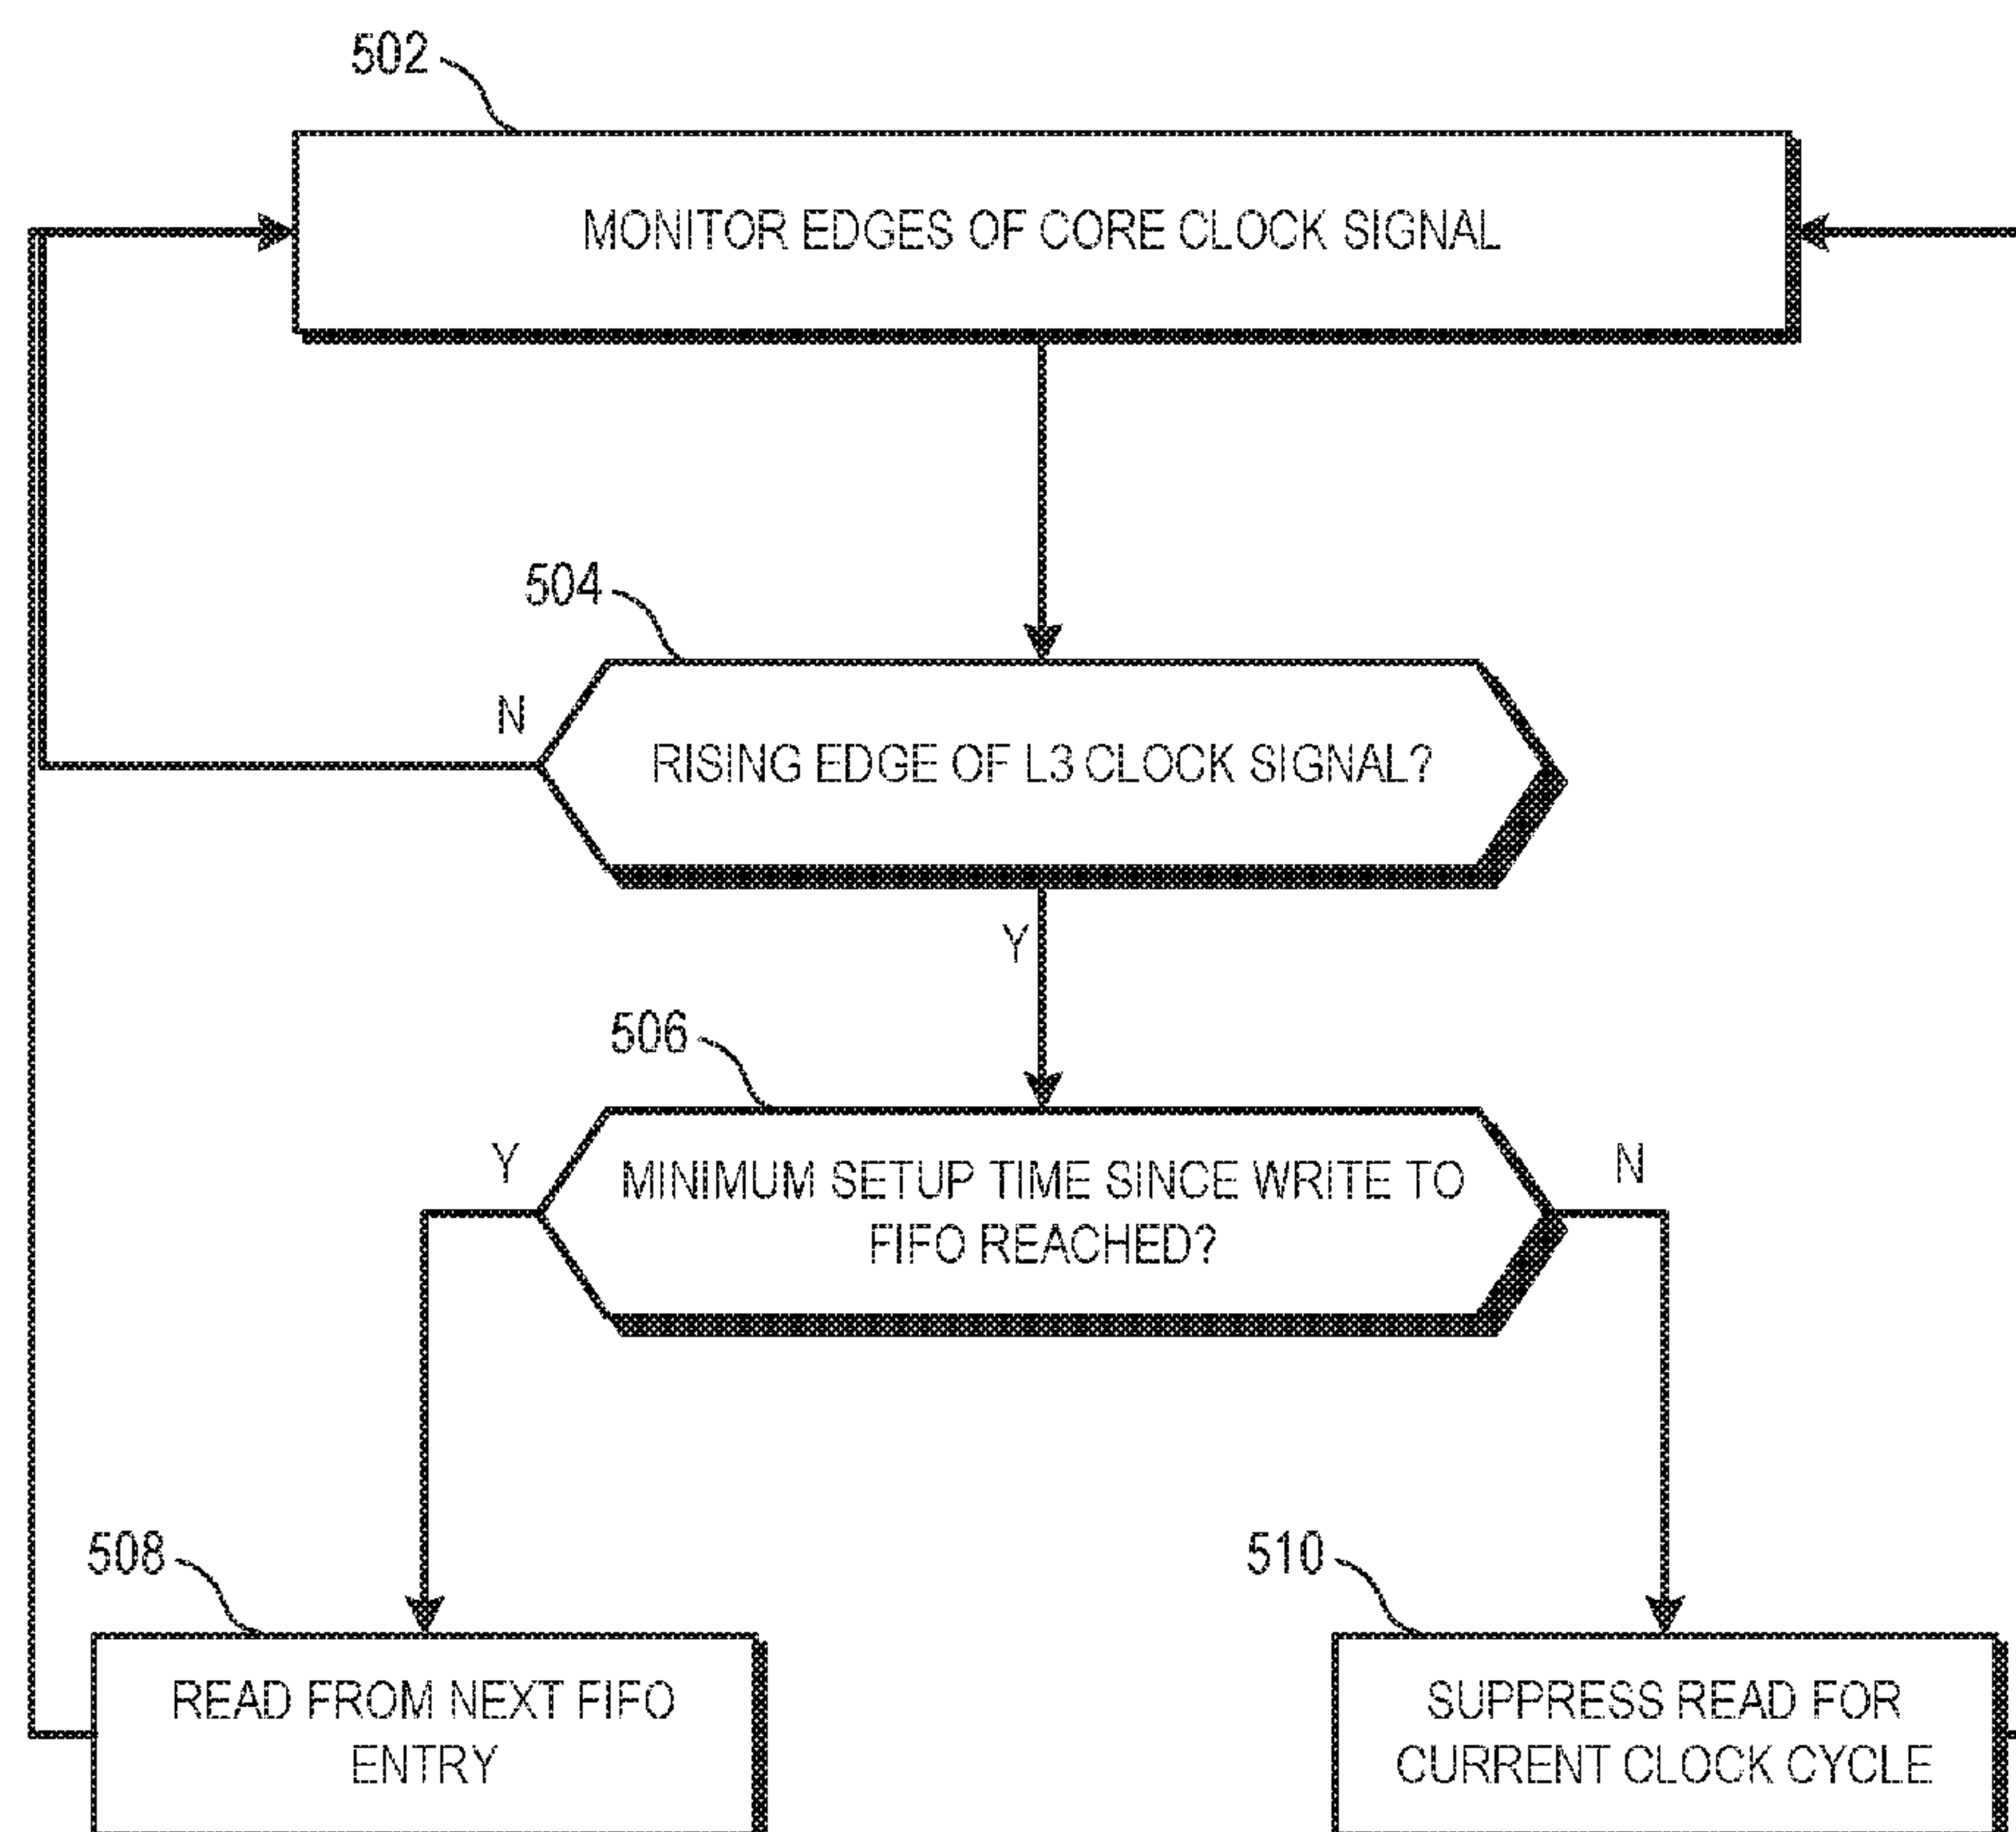 502
MONITOR EDGES OF CORE CLOCK SIGNAL
504
N
RISING EDGE OF L3 CLOCK SIGNAL?
Y
506
Y
MINIMUM SETUP TIME SINCE WRITE TO
FIFO REACHED?
N
508
READ FROM NEXT FIFO
ENTRY
510
SUPPRESS READ FOR
CURRENT CLOCK CYCLE